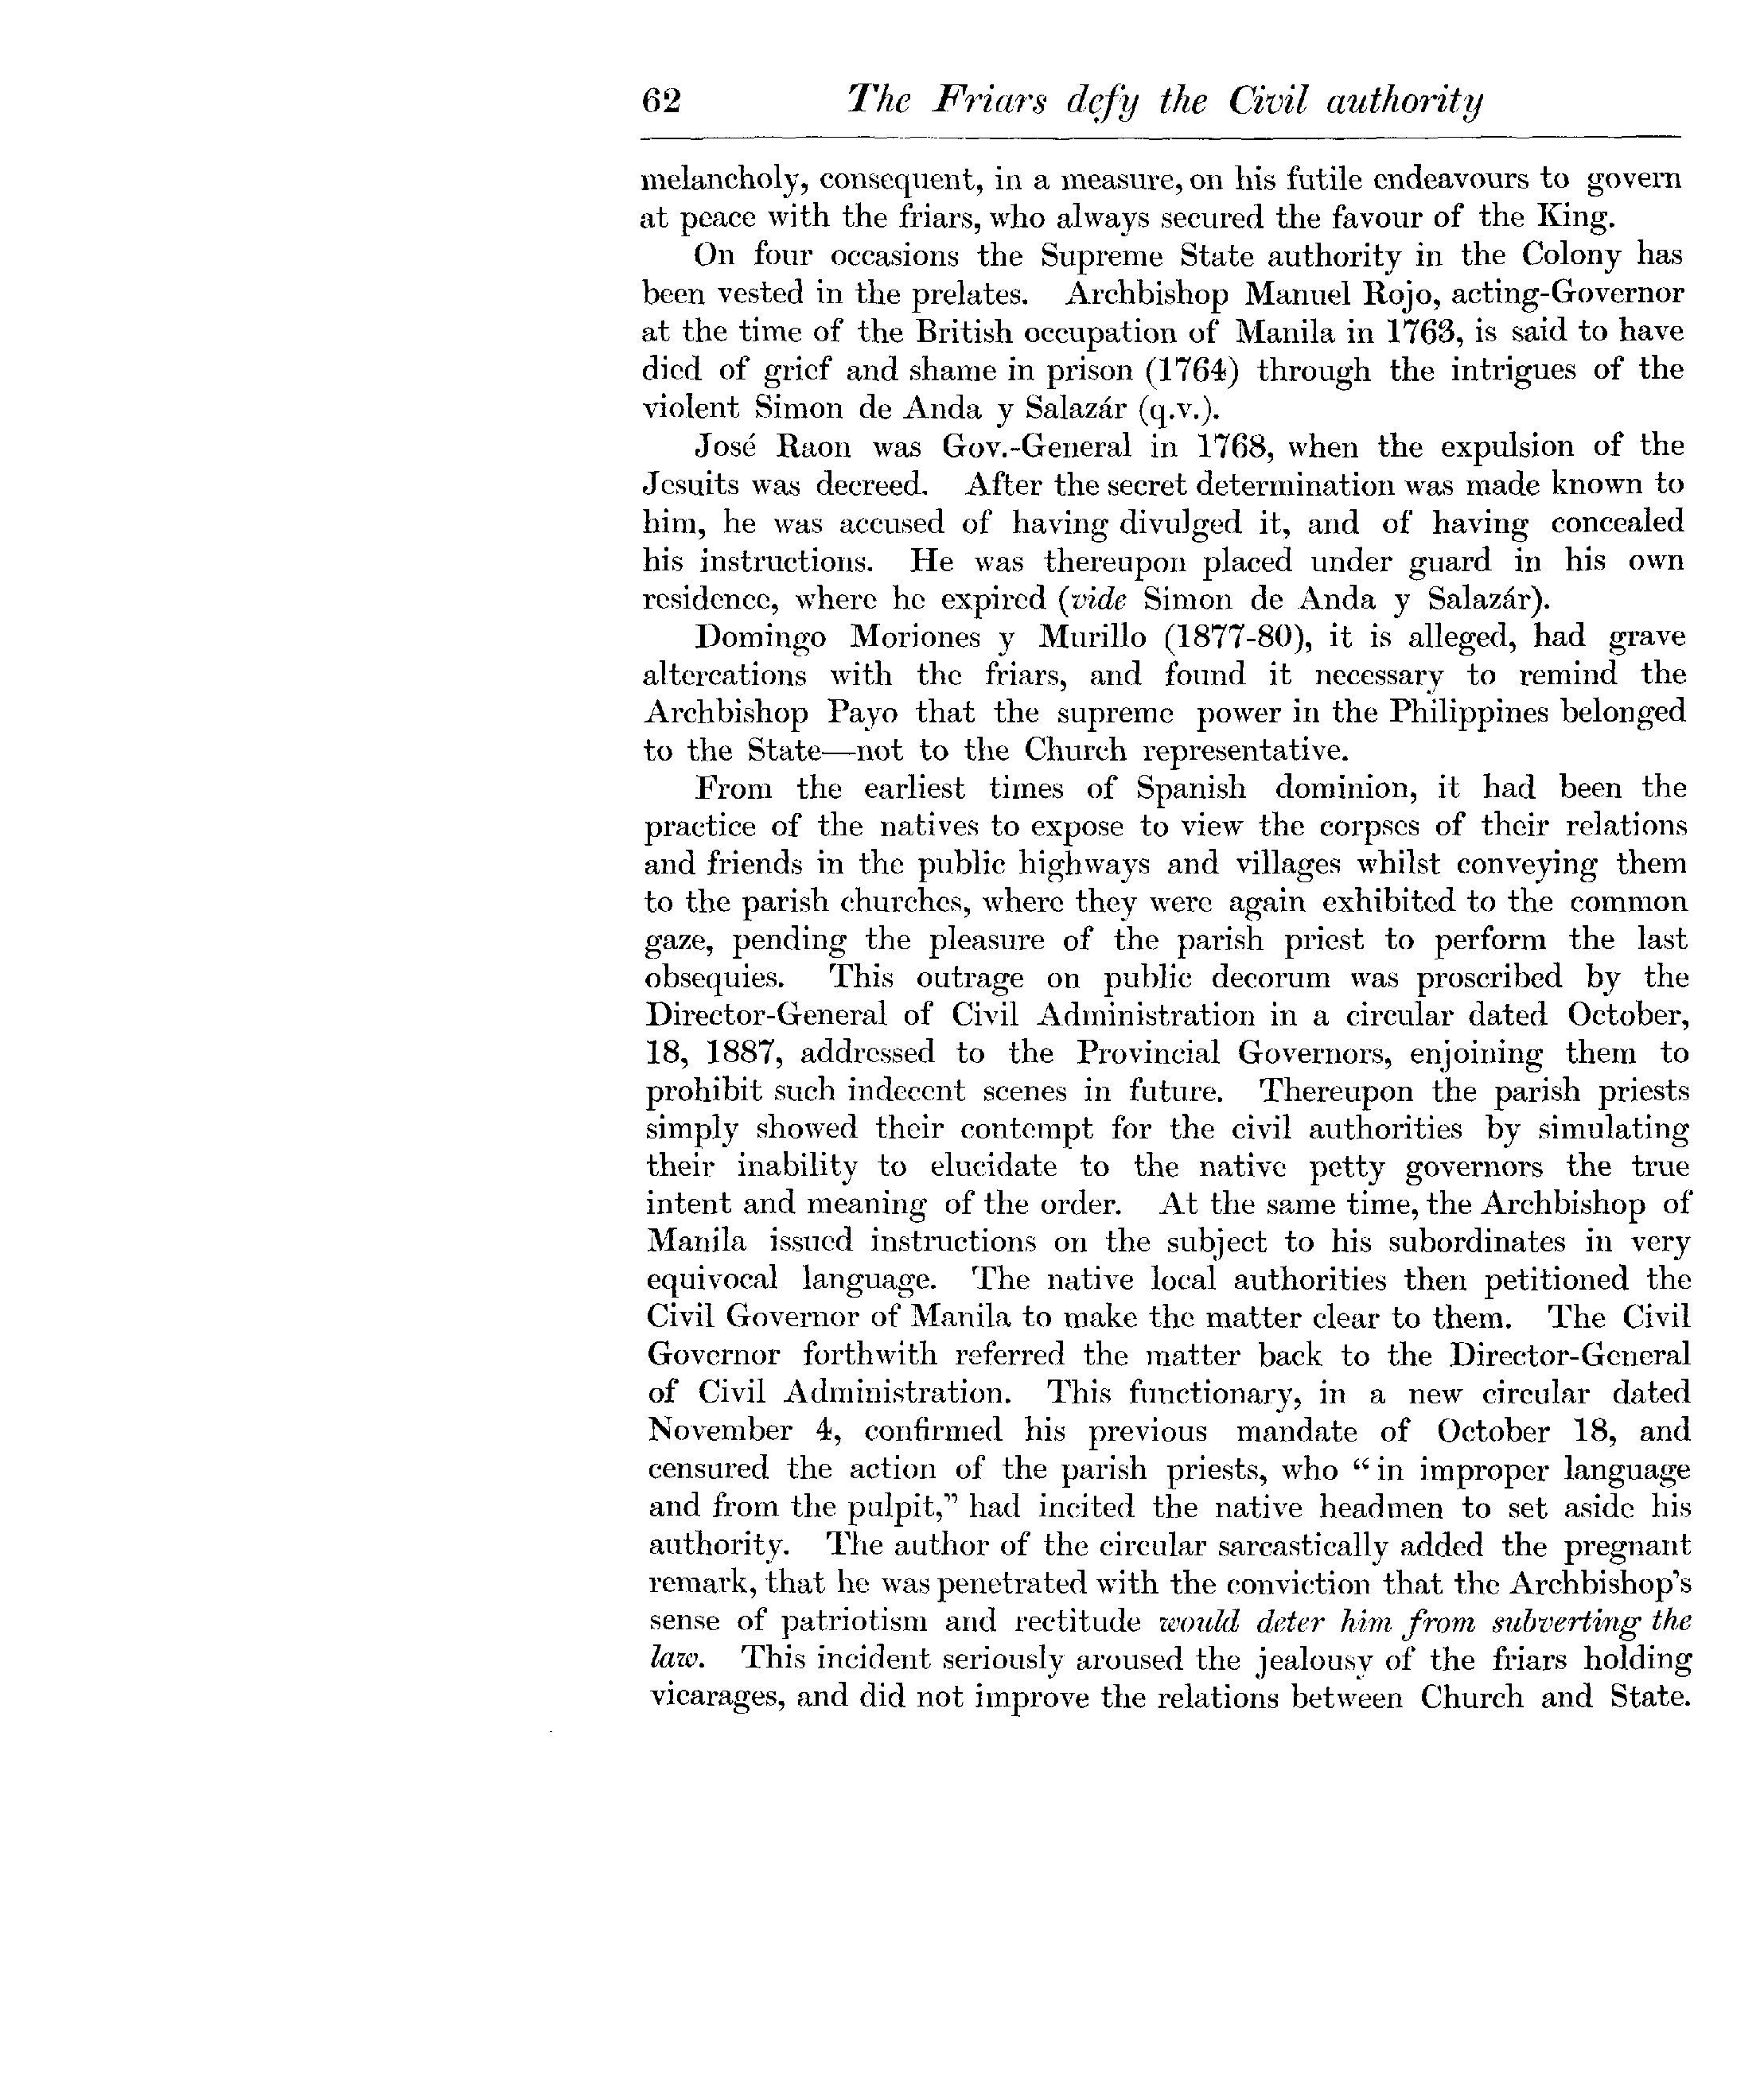 62 The Friars defy the Civil authority
melancholy, consequent, in a measure, on his futile endeavours to govern
at peace with the friars, who always secured the favour of the King.
On four occasions the Supreme State authority in the Colony has
been vested in the prelates. Archbishop Manuel Rojo, acting-Governor
at the time of the British occupation of Manila in 1763, is said to have
died of grief and shame in prison (1764) through the intrigues of the
violent Simon de Anda y Salazár (q.v.).
José Raon was Gov.-General in 1768, when the expulsion of the
Jesuits was decreed. After the secret determination was made known to
him, he was accused of having divulged it, and of having concealed
his instructions. He was thereupon placed under guard in his own
residence, where he expired (vide Simon de Anda y Salazár).
Domingo Moriones y Murillo (1877-80), it is alleged, had grave
altercations with the friars, and found it necessary to remind the
Archbishop Payo that the supreme power in the Philippines belonged
to the State—not to the Church representative.
From the earliest times of Spanish dominion, it had been the
practice of the natives to expose to view the corpses of their relations
and friends in the public highways and villages whilst conveying them
to the parish churches, where they were again exhibited to the common
gaze, pending the pleasure of the parish priest to perform the last
obsequies. This outrage on public decorum was proscribed by the
Director-General of Civil Administration in a circular dated October,
18, 1887, addressed to the Provincial Governors, enjoining them to
prohibit such indecent scenes in future. Thereupon the parish priests
simply showed their contempt for the civil authorities by simulating
their inability to elucidate to the native petty governors the true
intent and meaning of the order. At the same time, the Archbishop of
Manila issued instructions on the subject to his subordinates in very
equivocal language. The native local authorities then petitioned the
Civil Governor of Manila to make the matter clear to them. The Civil
Governor forthwith referred the matter back to the Director-General
of Civil Administration. This functionary, in a new circular dated
November 4, confirmed his previous mandate of October 18, and
censured the action of the parish priests, who "in improper language
and from the pulpit," had incited the native headmen to set aside his
authority. The author of the circular sarcastically added the pregnant
remark, that he was penetrated with the conviction that the Archbishop's
sense of patriotism and rectitude would deter him from subverting the
law. This incident seriously aroused the jealousy of the friars holding
vicarages, and did not improve the relations between Church and State.